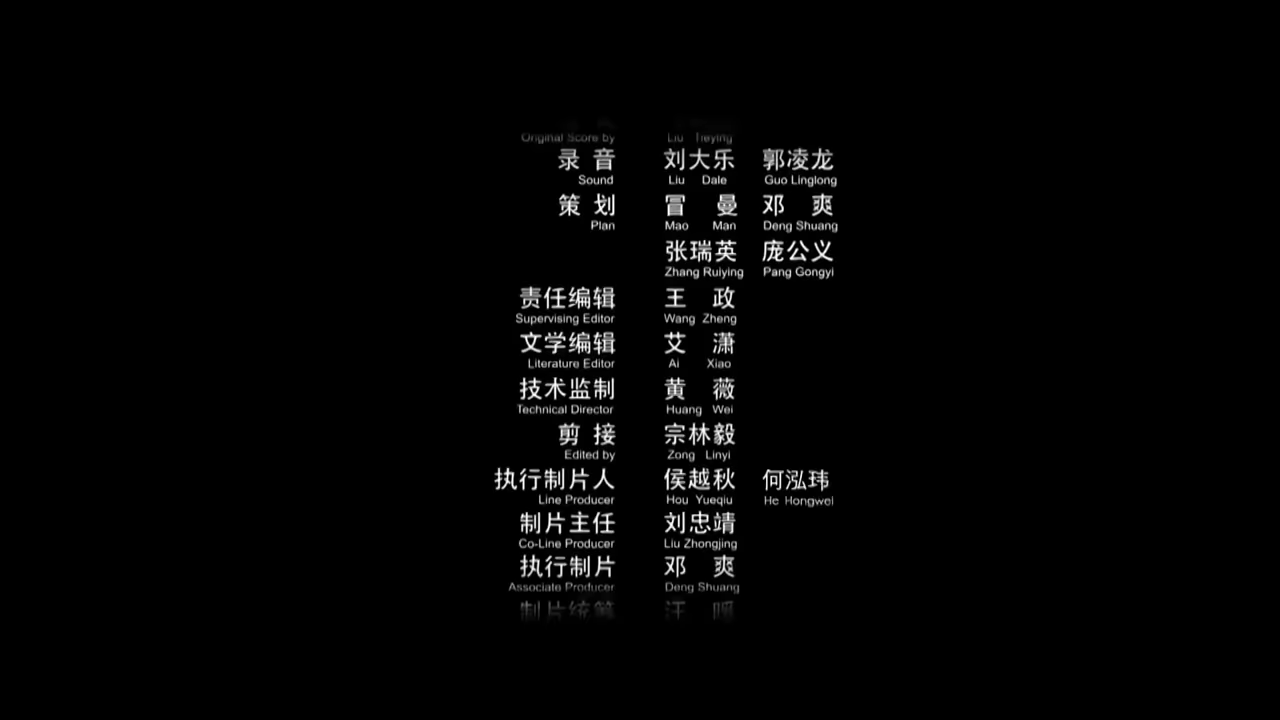 Original Score by Liu Tieying
录 音 刘大乐 郭凌龙
Sound Liu Dale Guo Linglong
策 划 冒 曼 邓 爽
Plan Mao Man Deng Shuang
张瑞英 庞公义
Zhang Ruiying Pang Gongyi
责任编辑 王 政
Supervising Editor Wang Zheng
文学编辑 艾 潇
Literature Editor Ai Xiao
技术监制 黄 薇
Technical Director Huang Wei
剪 接 宗林毅
Edited by Zong Linyi
执行制片人 侯越秋 何泓玮
Line Producer Hou Yueqiu He Hongwei
制片主任 刘忠靖
Co-Line Producer Liu Zhongjing
执行制片 邓 爽
Associate Producer Deng Shuang
制片统筹 汪